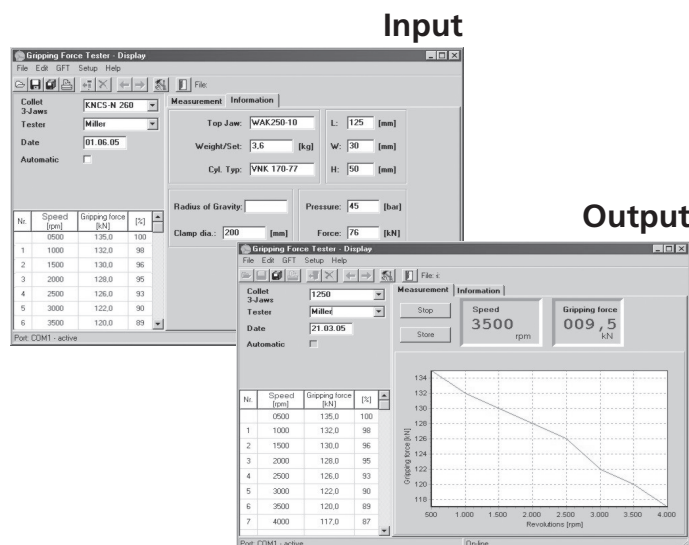 Input
Gripping Force Tester - Display
File Edit GFT Setup Help
File:
Collet
3-Jaws
KNCS-N 260
Tester
Miller
Date
01.06.05
Automatic
Measurement Information
Top Jaw: WAK250-10
L: 125 [mm]
Weight/Set: 3,6 [kg]
W: 30 [mm]
Cyl. Typ: VNK 170-77
H: 50 [mm]
Radius of Gravity:
Pressure: 45 [bar]
Clamp dia.: 200 [mm]
Force: 76 [kN]
Nr. Speed [rpm] Gripping force [kN] [%]
0500 135,0 100
1 1000 132,0 98
2 1500 130,0 96
3 2000 128,0 95
4 2500 126,0 93
5 3000 122,0 90
6 3500 120,0 89
Port: COM1 - active
Output
Gripping Force Tester - Display
File Edit GFT Setup Help
File: i:
Collet
3-Jaws
1250
Tester
Miller
Date
21.03.05
Automatic
Measurement Information
Stop
Store
Speed
3500
rpm
Gripping force
009,5
kN
Nr. Speed [rpm] Gripping force [kN] [%]
0500 135,0 100
1 1000 132,0 98
2 1500 130,0 96
3 2000 128,0 95
4 2500 126,0 93
5 3000 122,0 90
6 3500 120,0 89
7 4000 117,0 87
Gripping force [kN]
134
132
130
128
126
124
122
120
118
500 1.000 1.500 2.000 2.500 3.000 3.500 4.000
Revolutions [rpm]
Port: COM1 - active
On-line